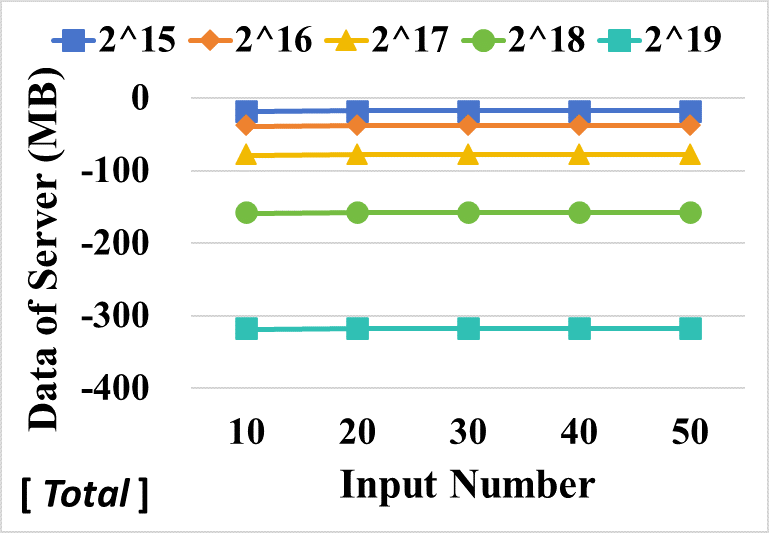 2^15 2^16 2^17 2^18 2^19
Data of Server (MB)
0
-100
-200
-300
-400
10 20 30 40 50
Input Number
[ Total ]